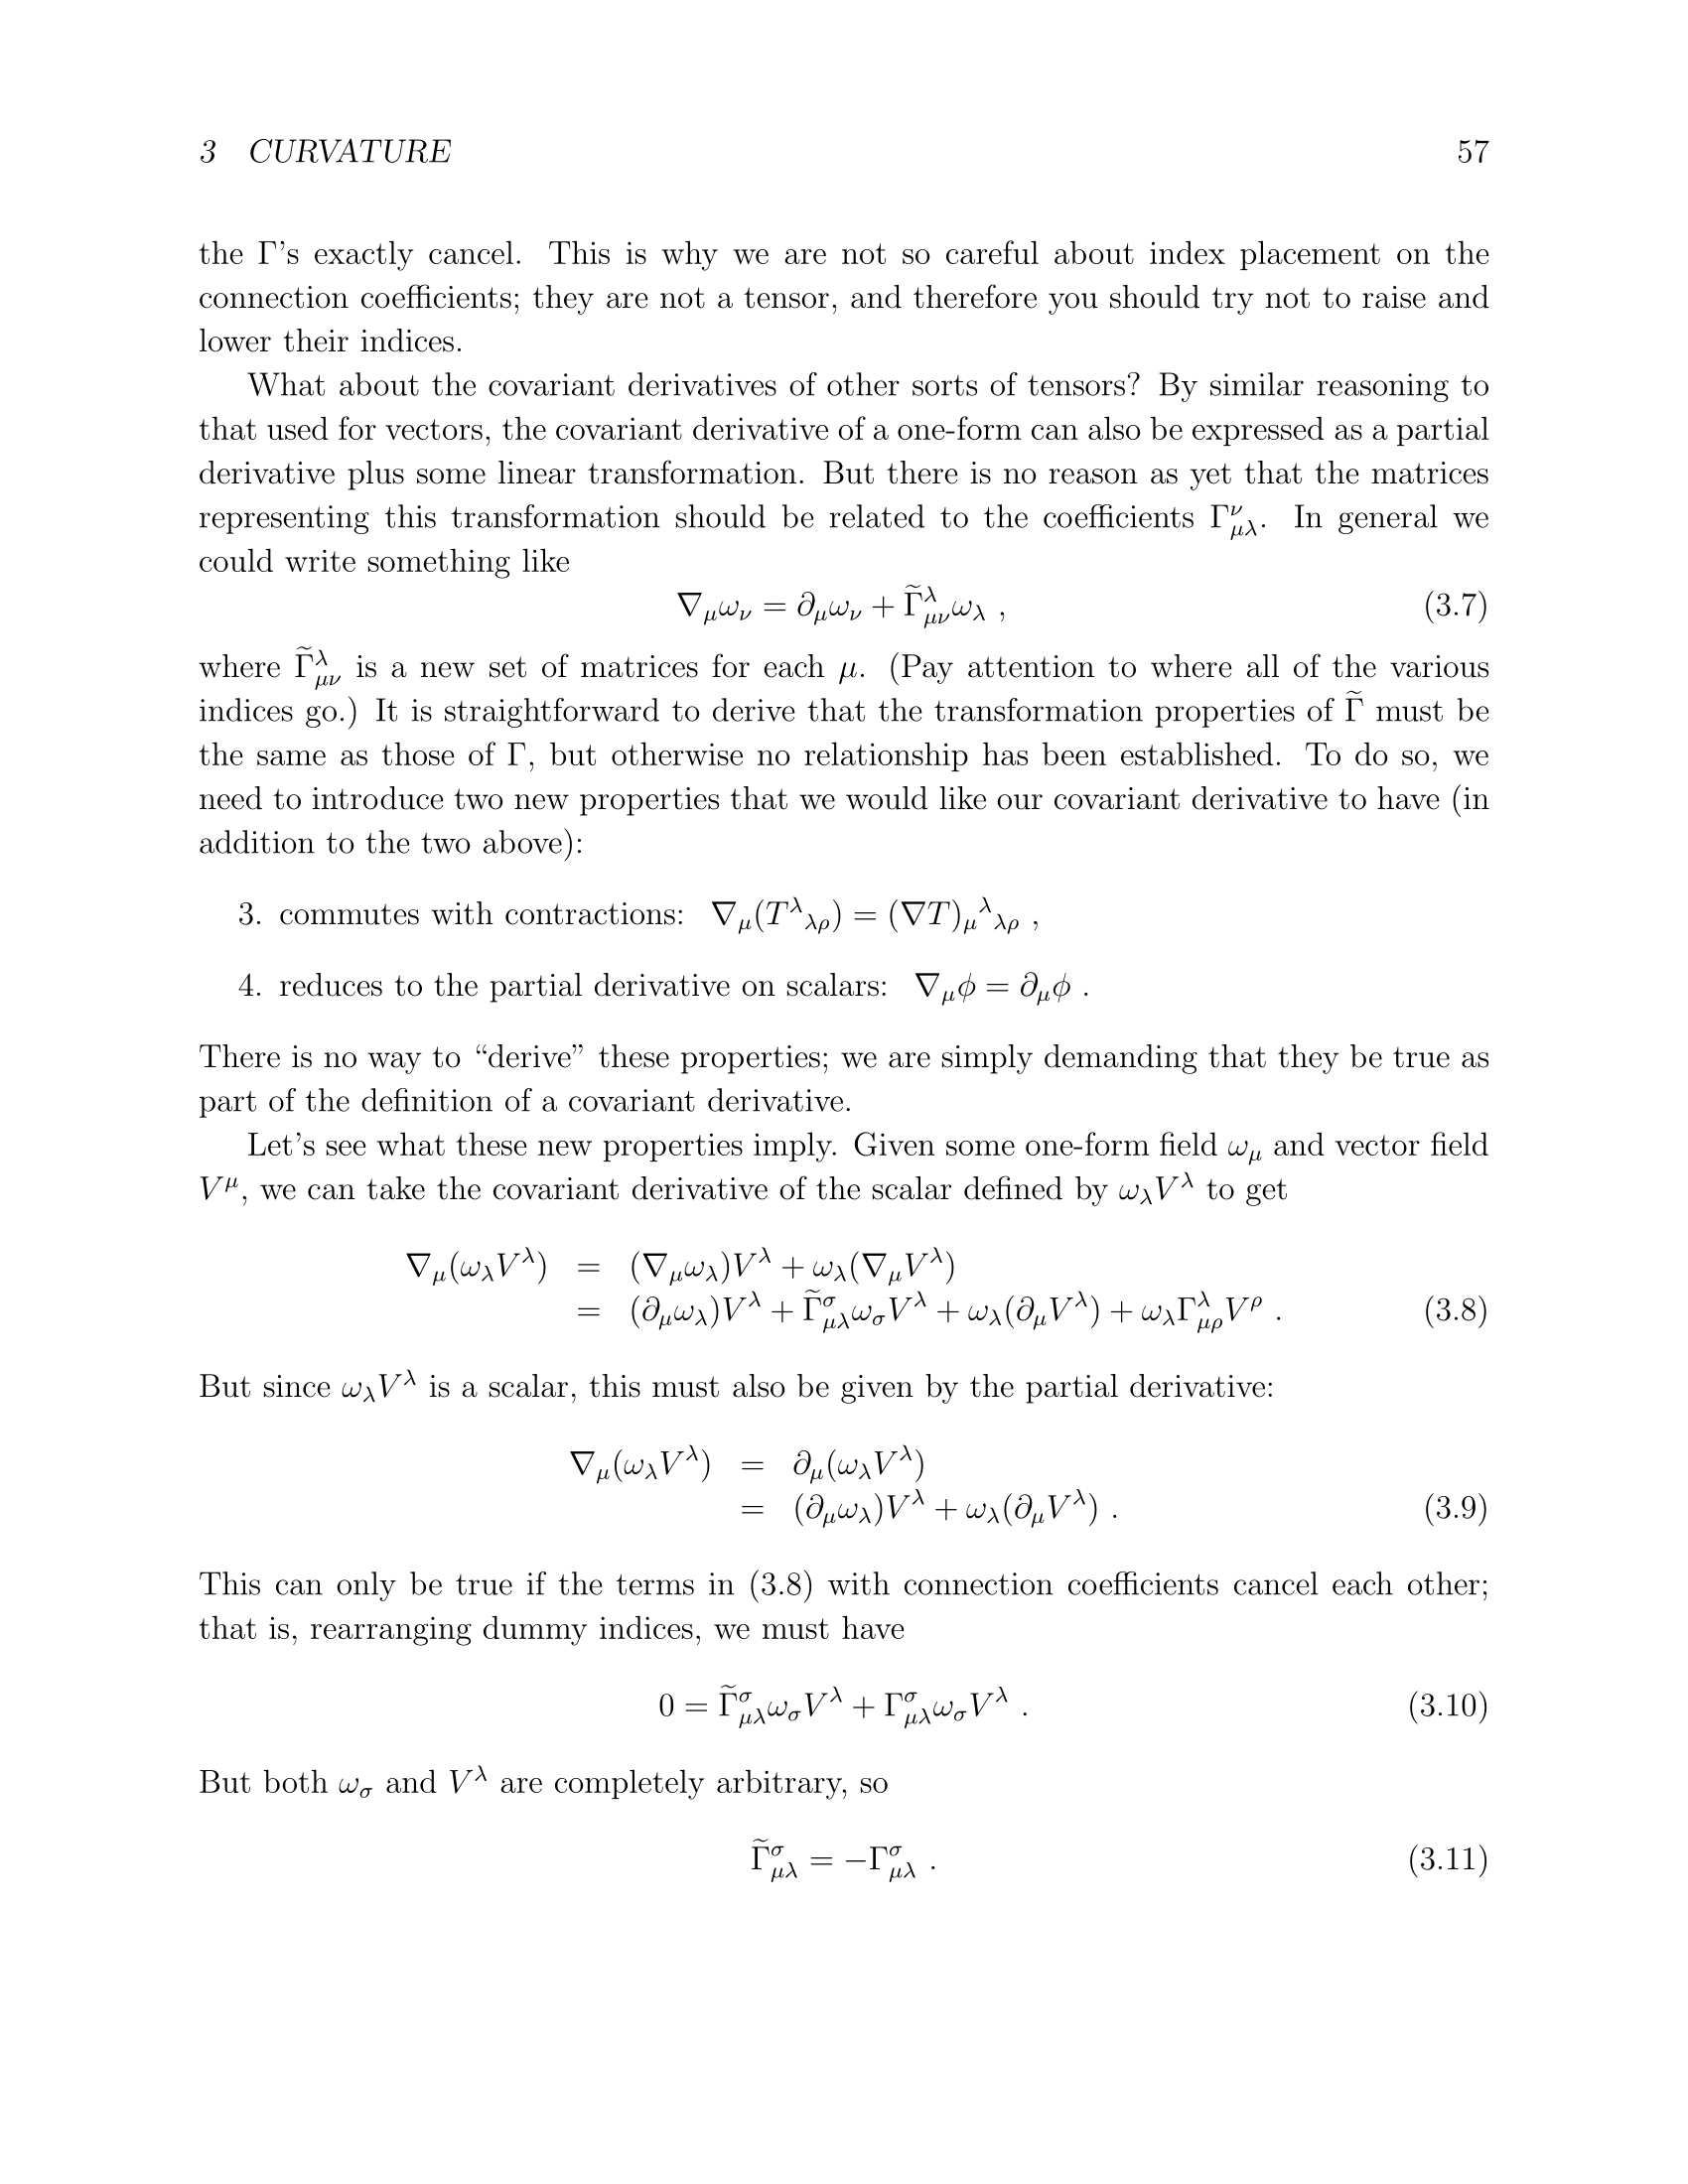 3 CURVATURE 57
the Γ's exactly cancel. This is why we are not so careful about index placement on the
connection coefficients; they are not a tensor, and therefore you should try not to raise and
lower their indices.
What about the covariant derivatives of other sorts of tensors? By similar reasoning to
that used for vectors, the covariant derivative of a one-form can also be expressed as a partial
derivative plus some linear transformation. But there is no reason as yet that the matrices
representing this transformation should be related to the coefficients $\Gamma^\nu_{\mu\lambda}$. In general we
could write something like
$\nabla_\mu \omega_\nu = \partial_\mu \omega_\nu + \widetilde{\Gamma}^\lambda_{\mu\nu} \omega_\lambda$ , (3.7)
where $\widetilde{\Gamma}^\lambda_{\mu\nu}$ is a new set of matrices for each $\mu$. (Pay attention to where all of the various
indices go.) It is straightforward to derive that the transformation properties of $\widetilde{\Gamma}$ must be
the same as those of Γ, but otherwise no relationship has been established. To do so, we
need to introduce two new properties that we would like our covariant derivative to have (in
addition to the two above):
3. commutes with contractions: $\nabla_\mu (T^\lambda{}_{\lambda\rho}) = (\nabla T)_\mu{}^\lambda{}_{\lambda\rho}$ ,
4. reduces to the partial derivative on scalars: $\nabla_\mu \phi = \partial_\mu \phi$ .
There is no way to “derive” these properties; we are simply demanding that they be true as
part of the definition of a covariant derivative.
Let's see what these new properties imply. Given some one-form field $\omega_\mu$ and vector field
$V^\mu$, we can take the covariant derivative of the scalar defined by $\omega_\lambda V^\lambda$ to get
$\nabla_\mu (\omega_\lambda V^\lambda) = (\nabla_\mu \omega_\lambda) V^\lambda + \omega_\lambda (\nabla_\mu V^\lambda)$
$= (\partial_\mu \omega_\lambda) V^\lambda + \widetilde{\Gamma}^\sigma_{\mu\lambda} \omega_\sigma V^\lambda + \omega_\lambda (\partial_\mu V^\lambda) + \omega_\lambda \Gamma^\lambda_{\mu\rho} V^\rho$ . (3.8)
But since $\omega_\lambda V^\lambda$ is a scalar, this must also be given by the partial derivative:
$\nabla_\mu (\omega_\lambda V^\lambda) = \partial_\mu (\omega_\lambda V^\lambda)$
$= (\partial_\mu \omega_\lambda) V^\lambda + \omega_\lambda (\partial_\mu V^\lambda)$ . (3.9)
This can only be true if the terms in (3.8) with connection coefficients cancel each other;
that is, rearranging dummy indices, we must have
$0 = \widetilde{\Gamma}^\sigma_{\mu\lambda} \omega_\sigma V^\lambda + \Gamma^\sigma_{\mu\lambda} \omega_\sigma V^\lambda$ . (3.10)
But both $\omega_\sigma$ and $V^\lambda$ are completely arbitrary, so
$\widetilde{\Gamma}^\sigma_{\mu\lambda} = -\Gamma^\sigma_{\mu\lambda}$ . (3.11)